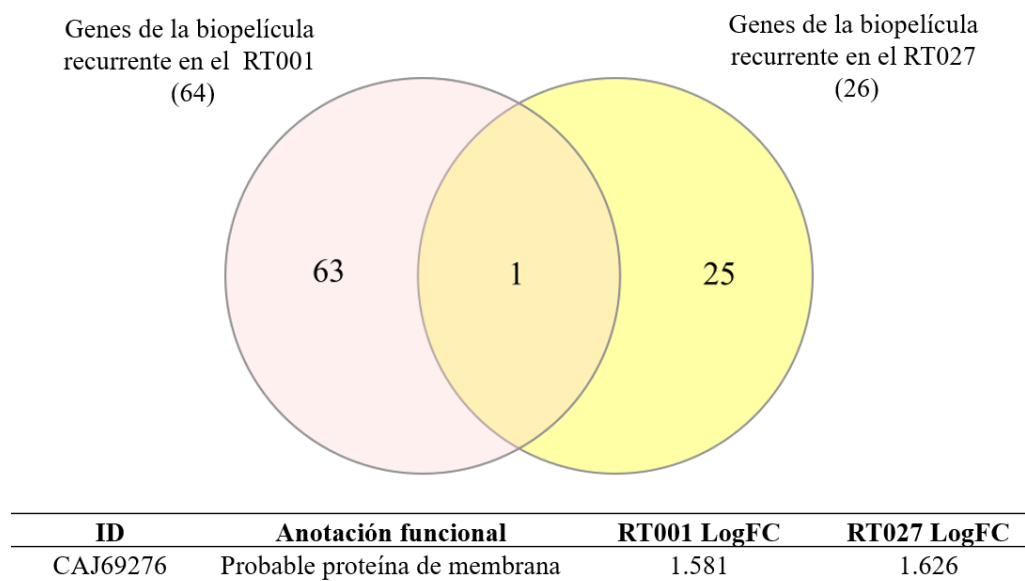 Genes de la biopelícula
recurrente en el RT001
(64)
Genes de la biopelícula
recurrente en el RT027
(26)
63
1
25
ID Anotación funcional RT001 LogFC RT027 LogFC
CAJ69276 Probable proteína de membrana 1.581 1.626